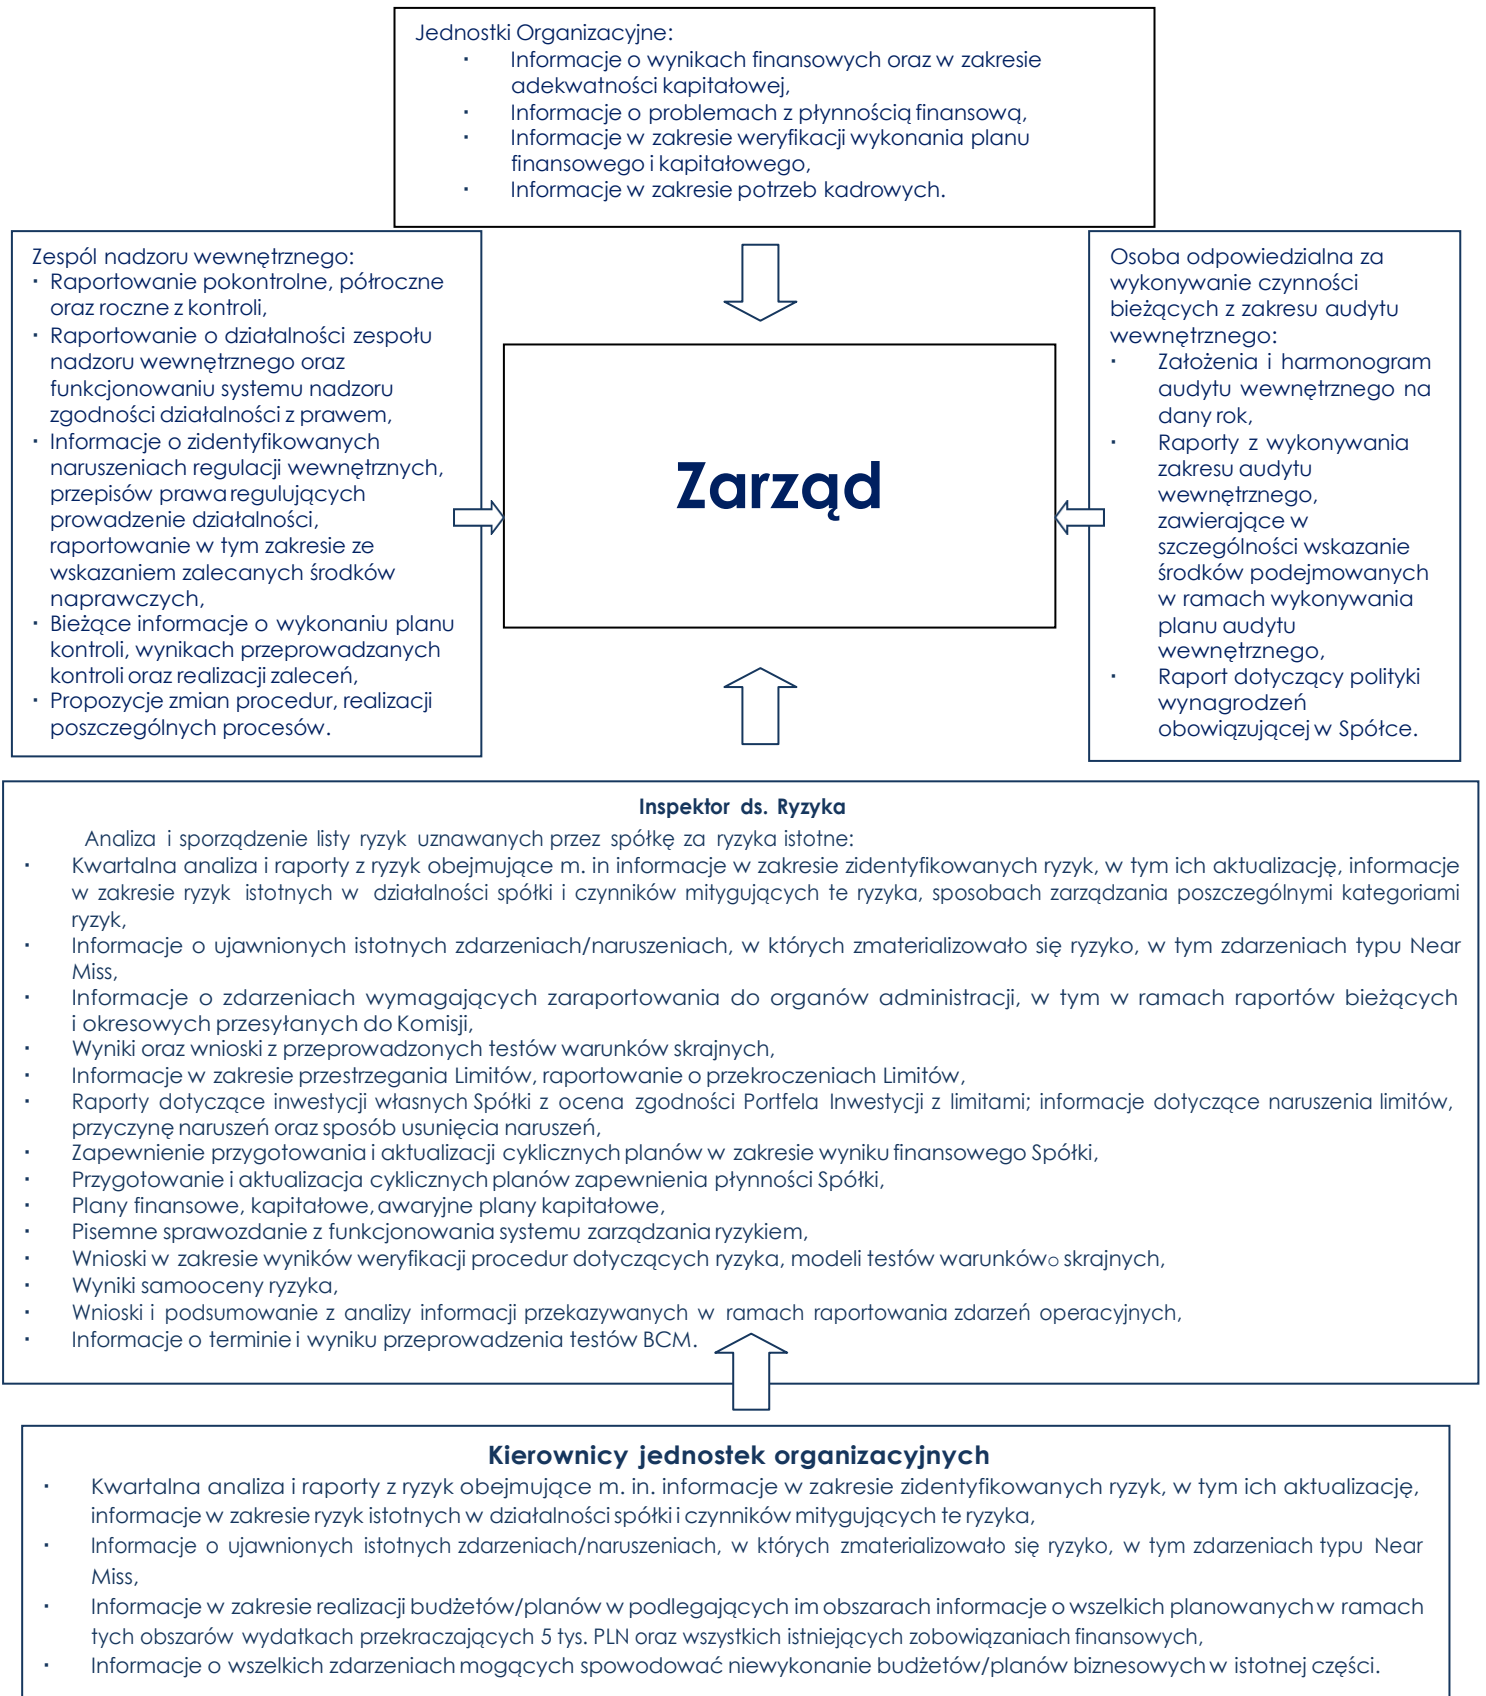 Jednostki Organizacyjne:
· Informacje o wynikach finansowych oraz w zakresie
adekwatności kapitałowej,
· Informacje o problemach z płynnością finansową,
· Informacje w zakresie weryfikacji wykonania planu
finansowego i kapitałowego,
· Informacje w zakresie potrzeb kadrowych.
Zespól nadzoru wewnętrznego:
· Raportowanie pokontrolne, półroczne
oraz roczne z kontroli,
· Raportowanie o działalności zespołu
nadzoru wewnętrznego oraz
funkcjonowaniu systemu nadzoru
zgodności działalności z prawem,
· Informacje o zidentyfikowanych
naruszeniach regulacji wewnętrznych,
przepisów prawa regulujących
prowadzenie działalności,
raportowanie w tym zakresie ze
wskazaniem zalecanych środków
naprawczych,
· Bieżące informacje o wykonaniu planu
kontroli, wynikach przeprowadzanych
kontroli oraz realizacji zaleceń,
· Propozycje zmian procedur, realizacji
poszczególnych procesów.
Zarząd
Osoba odpowiedzialna za
wykonywanie czynności
bieżących z zakresu audytu
wewnętrznego:
· Założenia i harmonogram
audytu wewnętrznego na
dany rok,
· Raporty z wykonywania
zakresu audytu
wewnętrznego,
zawierające w
szczególności wskazanie
środków podejmowanych
w ramach wykonywania
planu audytu
wewnętrznego,
· Raport dotyczący polityki
wynagrodzeń
obowiązującej w Spółce.
Inspektor ds. Ryzyka
Analiza i sporządzenie listy ryzyk uznawanych przez spółkę za ryzyka istotne:
· Kwartalna analiza i raporty z ryzyk obejmujące m. in informacje w zakresie zidentyfikowanych ryzyk, w tym ich aktualizację, informacje
w zakresie ryzyk istotnych w działalności spółki i czynników mitygujących te ryzyka, sposobach zarządzania poszczególnymi kategoriami
ryzyk,
· Informacje o ujawnionych istotnych zdarzeniach/naruszeniach, w których zmaterializowało się ryzyko, w tym zdarzeniach typu Near
Miss,
· Informacje o zdarzeniach wymagających zaraportowania do organów administracji, w tym w ramach raportów bieżących
i okresowych przesyłanych do Komisji,
· Wyniki oraz wnioski z przeprowadzonych testów warunków skrajnych,
· Informacje w zakresie przestrzegania Limitów, raportowanie o przekroczeniach Limitów,
· Raporty dotyczące inwestycji własnych Spółki z ocena zgodności Portfela Inwestycji z limitami; informacje dotyczące naruszenia limitów,
przyczynę naruszeń oraz sposób usunięcia naruszeń,
· Zapewnienie przygotowania i aktualizacji cyklicznych planów w zakresie wyniku finansowego Spółki,
· Przygotowanie i aktualizacja cyklicznych planów zapewnienia płynności Spółki,
· Plany finansowe, kapitałowe, awaryjne plany kapitałowe,
· Pisemne sprawozdanie z funkcjonowania systemu zarządzania ryzykiem,
· Wnioski w zakresie wyników weryfikacji procedur dotyczących ryzyka, modeli testów warunkówo skrajnych,
· Wyniki samooceny ryzyka,
· Wnioski i podsumowanie z analizy informacji przekazywanych w ramach raportowania zdarzeń operacyjnych,
· Informacje o terminie i wyniku przeprowadzenia testów BCM.
Kierownicy jednostek organizacyjnych
· Kwartalna analiza i raporty z ryzyk obejmujące m. in. informacje w zakresie zidentyfikowanych ryzyk, w tym ich aktualizację,
informacje w zakresie ryzyk istotnych w działalności spółki i czynników mitygujących te ryzyka,
· Informacje o ujawnionych istotnych zdarzeniach/naruszeniach, w których zmaterializowało się ryzyko, w tym zdarzeniach typu Near
Miss,
· Informacje w zakresie realizacji budżetów/planów w podlegających im obszarach informacje o wszelkich planowanych w ramach
tych obszarów wydatkach przekraczających 5 tys. PLN oraz wszystkich istniejących zobowiązaniach finansowych,
· Informacje o wszelkich zdarzeniach mogących spowodować niewykonanie budżetów/planów biznesowych w istotnej części.